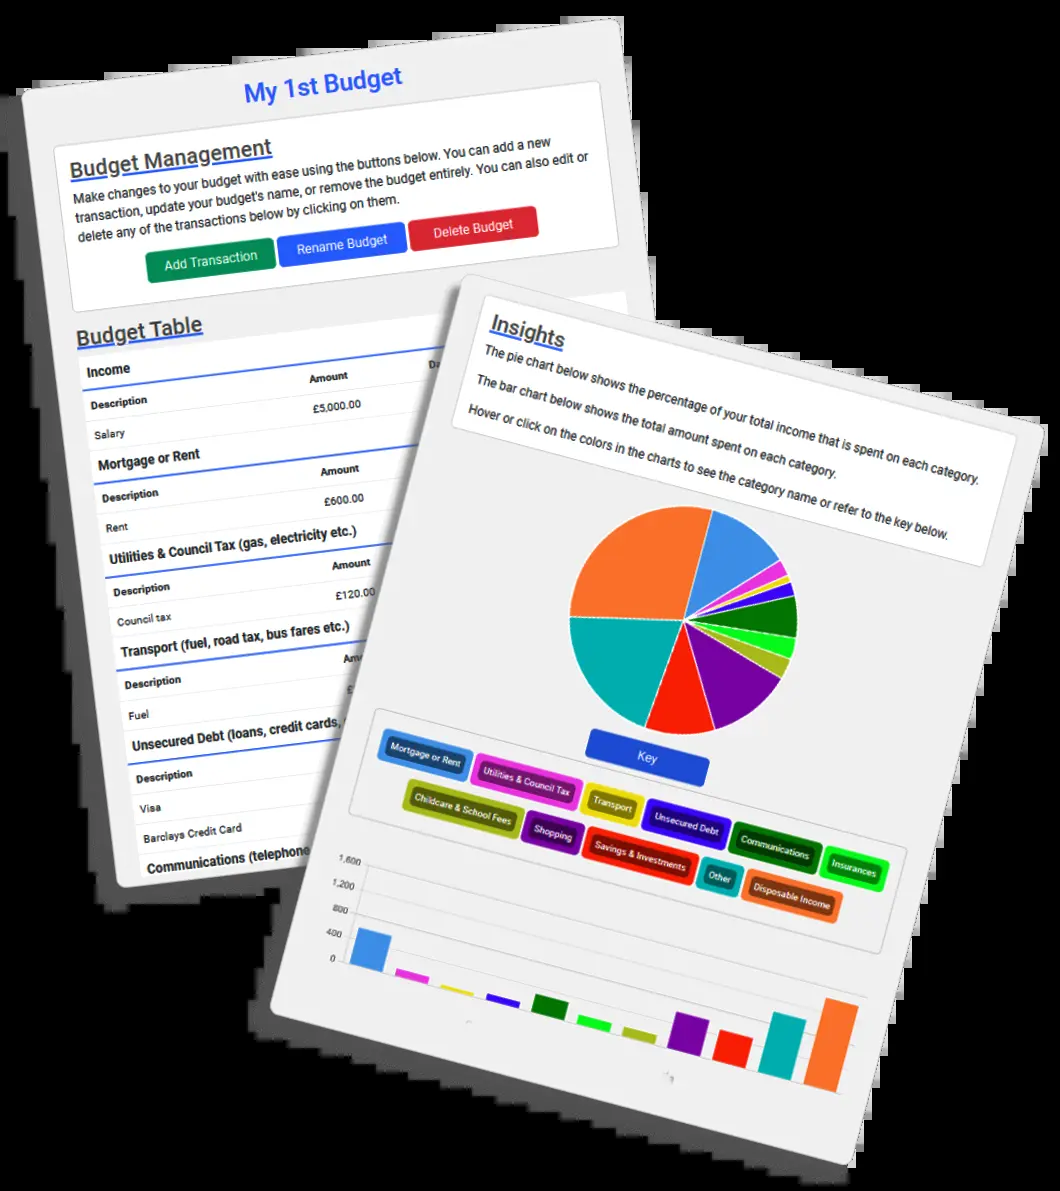 My 1st Budget
Budget Management
Make changes to your budget with ease using the buttons below. You can add a new
transaction, update your budget's name, or remove the budget entirely. You can also edit or
delete any of the transactions below by clicking on them.
Add Transaction
Rename Budget
Delete Budget
Budget Table
Income
Description Amount
Salary £5,000.00
Mortgage or Rent
Description Amount
Rent £600.00
Utilities & Council Tax (gas, electricity etc.)
Description Amount
Council tax £120.00
Transport (fuel, road tax, bus fares etc.)
Description
Fuel £
Unsecured Debt (loans, credit cards,
Description
Visa
Barclays Credit Card
Communications (telephone
Insights
The pie chart below shows the percentage of your total income that is spent on each category.
The bar chart below shows the total amount spent on each category.
Hover or click on the colors in the charts to see the category name or refer to the key below.
Key
Mortgage or Rent
Utilities & Council Tax
Transport
Unsecured Debt
Communications
Insurances
Childcare & School Fees
Shopping
Savings & Investments
Other
Disposable Income
1,600
1,200
800
400
0